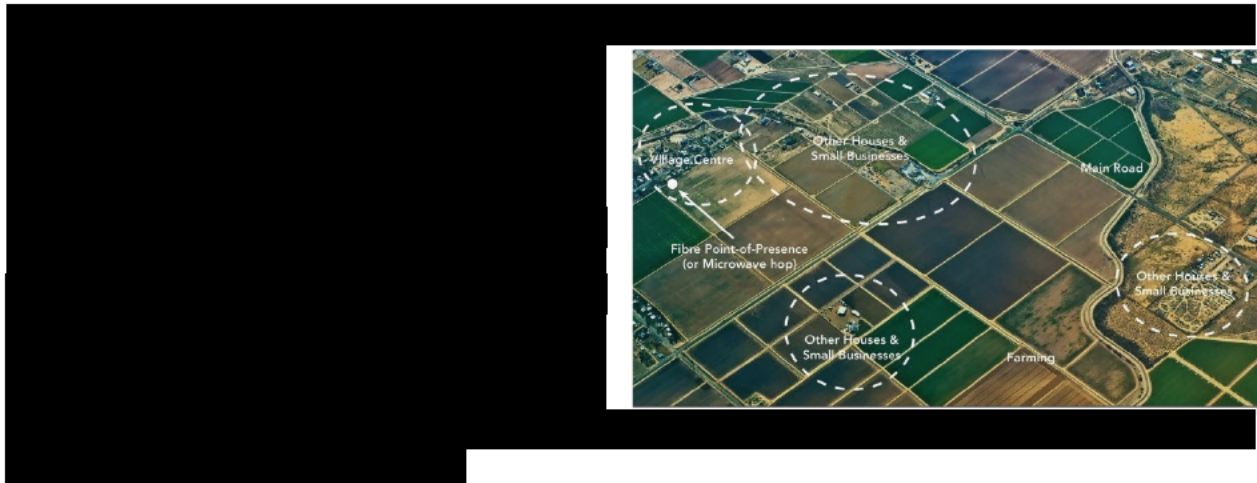 Other Houses &
Small Businesses
Village Centre
Main Road
Fibre Point-of-Presence
(or Microwave hop)
Other Houses &
Small Businesses
Other Houses &
Small Businesses
Farming